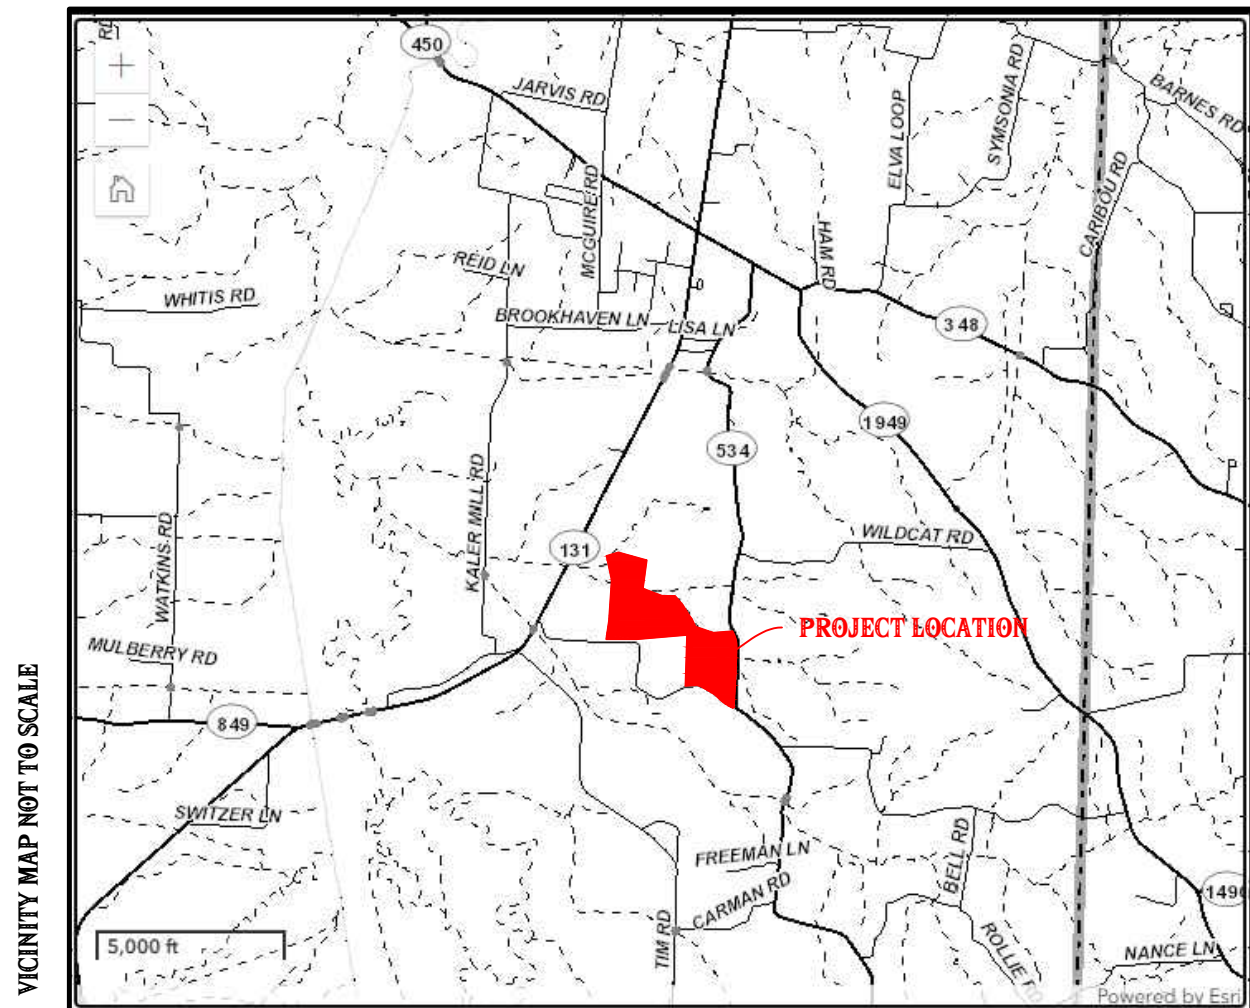 RD
450
JARVIS RD
BARNES RD
SYMSONIA RD
ELVA LOOP
CARIBOU RD
MCGUIRE RD
HAM RD
REID LN
WHITIS RD
BROOKHAVEN LN
LISA LN
348
1949
534
KALER MILL RD
WATKINS RD
131
WILDCAT RD
PROJECT LOCATION
MULBERRY RD
849
SWITZER LN
FREEMAN LN
BELL RD
CARMAN RD
149
TIM RD
ROLLIE RD
NANCE LN
5,000 ft
Powered by Esri
VICINITY MAP NOT TO SCALE